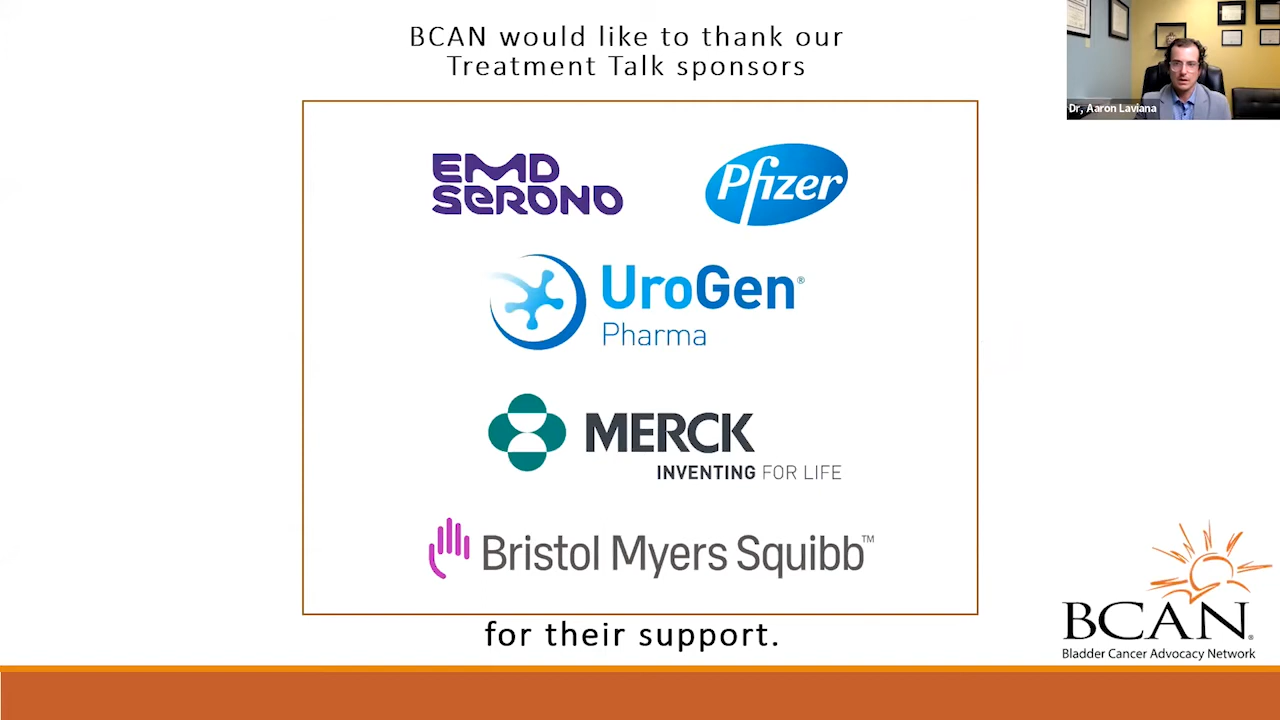 BCAN would like to thank our
Treatment Talk sponsors
Dr, Aaron Laviana
EMD
SERONO
Pfizer
UroGen®
Pharma
MERCK
INVENTING FOR LIFE
Bristol Myers Squibb™
for their support.
BCAN®
Bladder Cancer Advocacy Network